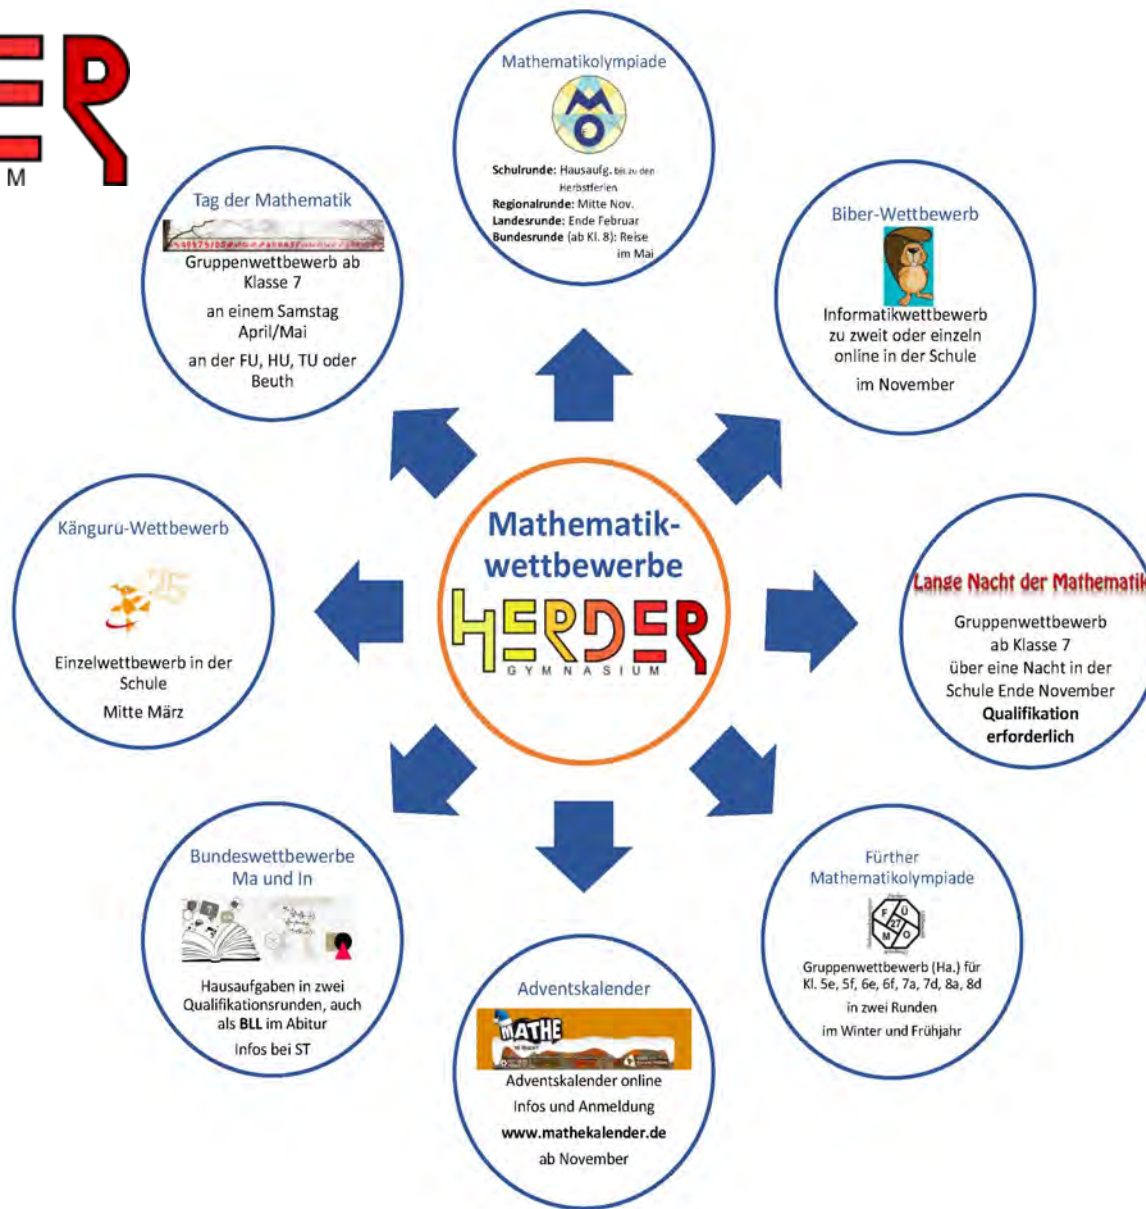 ER
M
Mathematikolympiade
M
O
Schulrunde: Hausaufg. bis zu den
Herbstferien
Regionalrunde: Mitte Nov.
Landesrunde: Ende Februar
Bundesrunde (ab Kl. 8): Reise
im Mai
Tag der Mathematik
Gruppenwettbewerb ab
Klasse 7
an einem Samstag
April/Mai
an der FU, HU, TU oder
Beuth
Biber-Wettbewerb
Informatikwettbewerb
zu zweit oder einzeln
online in der Schule
im November
Känguru-Wettbewerb
25
Einzelwettbewerb in der
Schule
Mitte März
Mathematik-
wettbewerbe
HERDER
GYMNASIUM
Lange Nacht der Mathematik
Gruppenwettbewerb
ab Klasse 7
über eine Nacht in der
Schule Ende November
Qualifikation
erforderlich
Bundeswettbewerbe
Ma und In
Hausaufgaben in zwei
Qualifikationsrunden, auch
als BLL im Abitur
Infos bei ST
Adventskalender
MATHE
Adventskalender online
Infos und Anmeldung
www.mathekalender.de
ab November
Fürther
Mathematikolympiade
F Ü
27
M O
Gruppenwettbewerb (Ha.) für
Kl. 5e, 5f, 6e, 6f, 7a, 7d, 8a, 8d
in zwei Runden
im Winter und Frühjahr